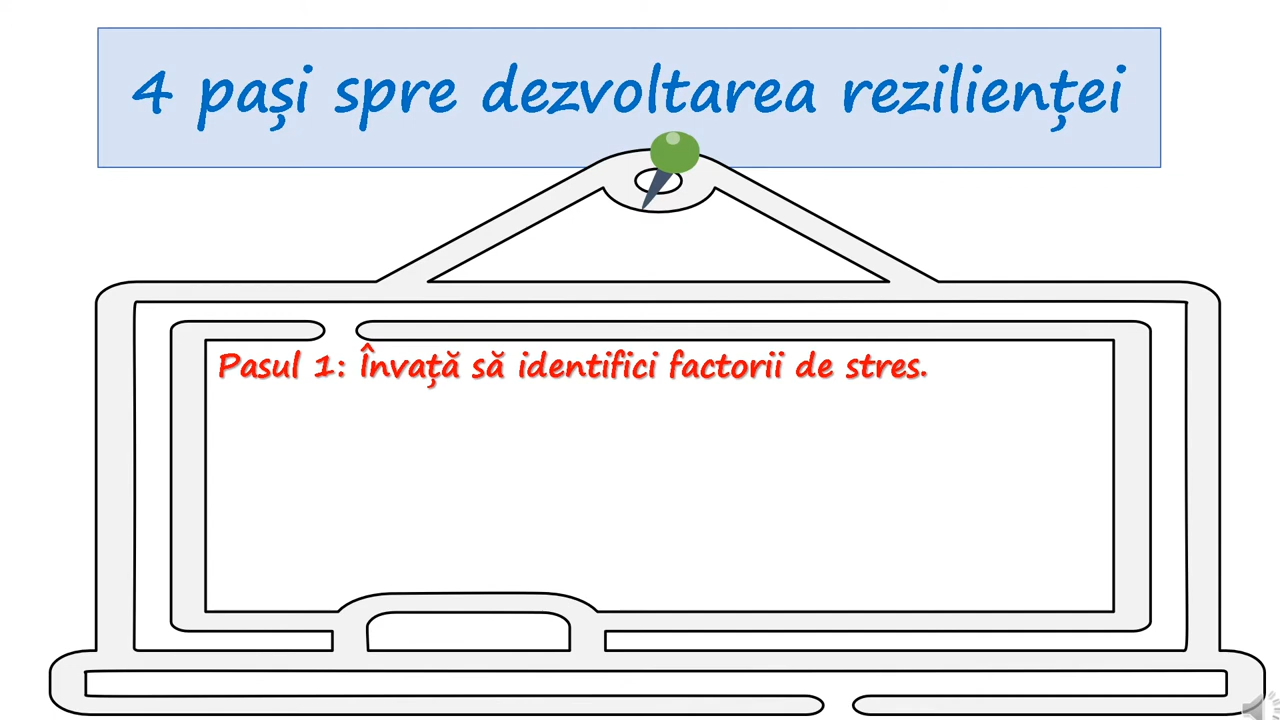 4 pași spre dezvoltarea rezilienței
Pasul 1: Învață să identifici factorii de stres.